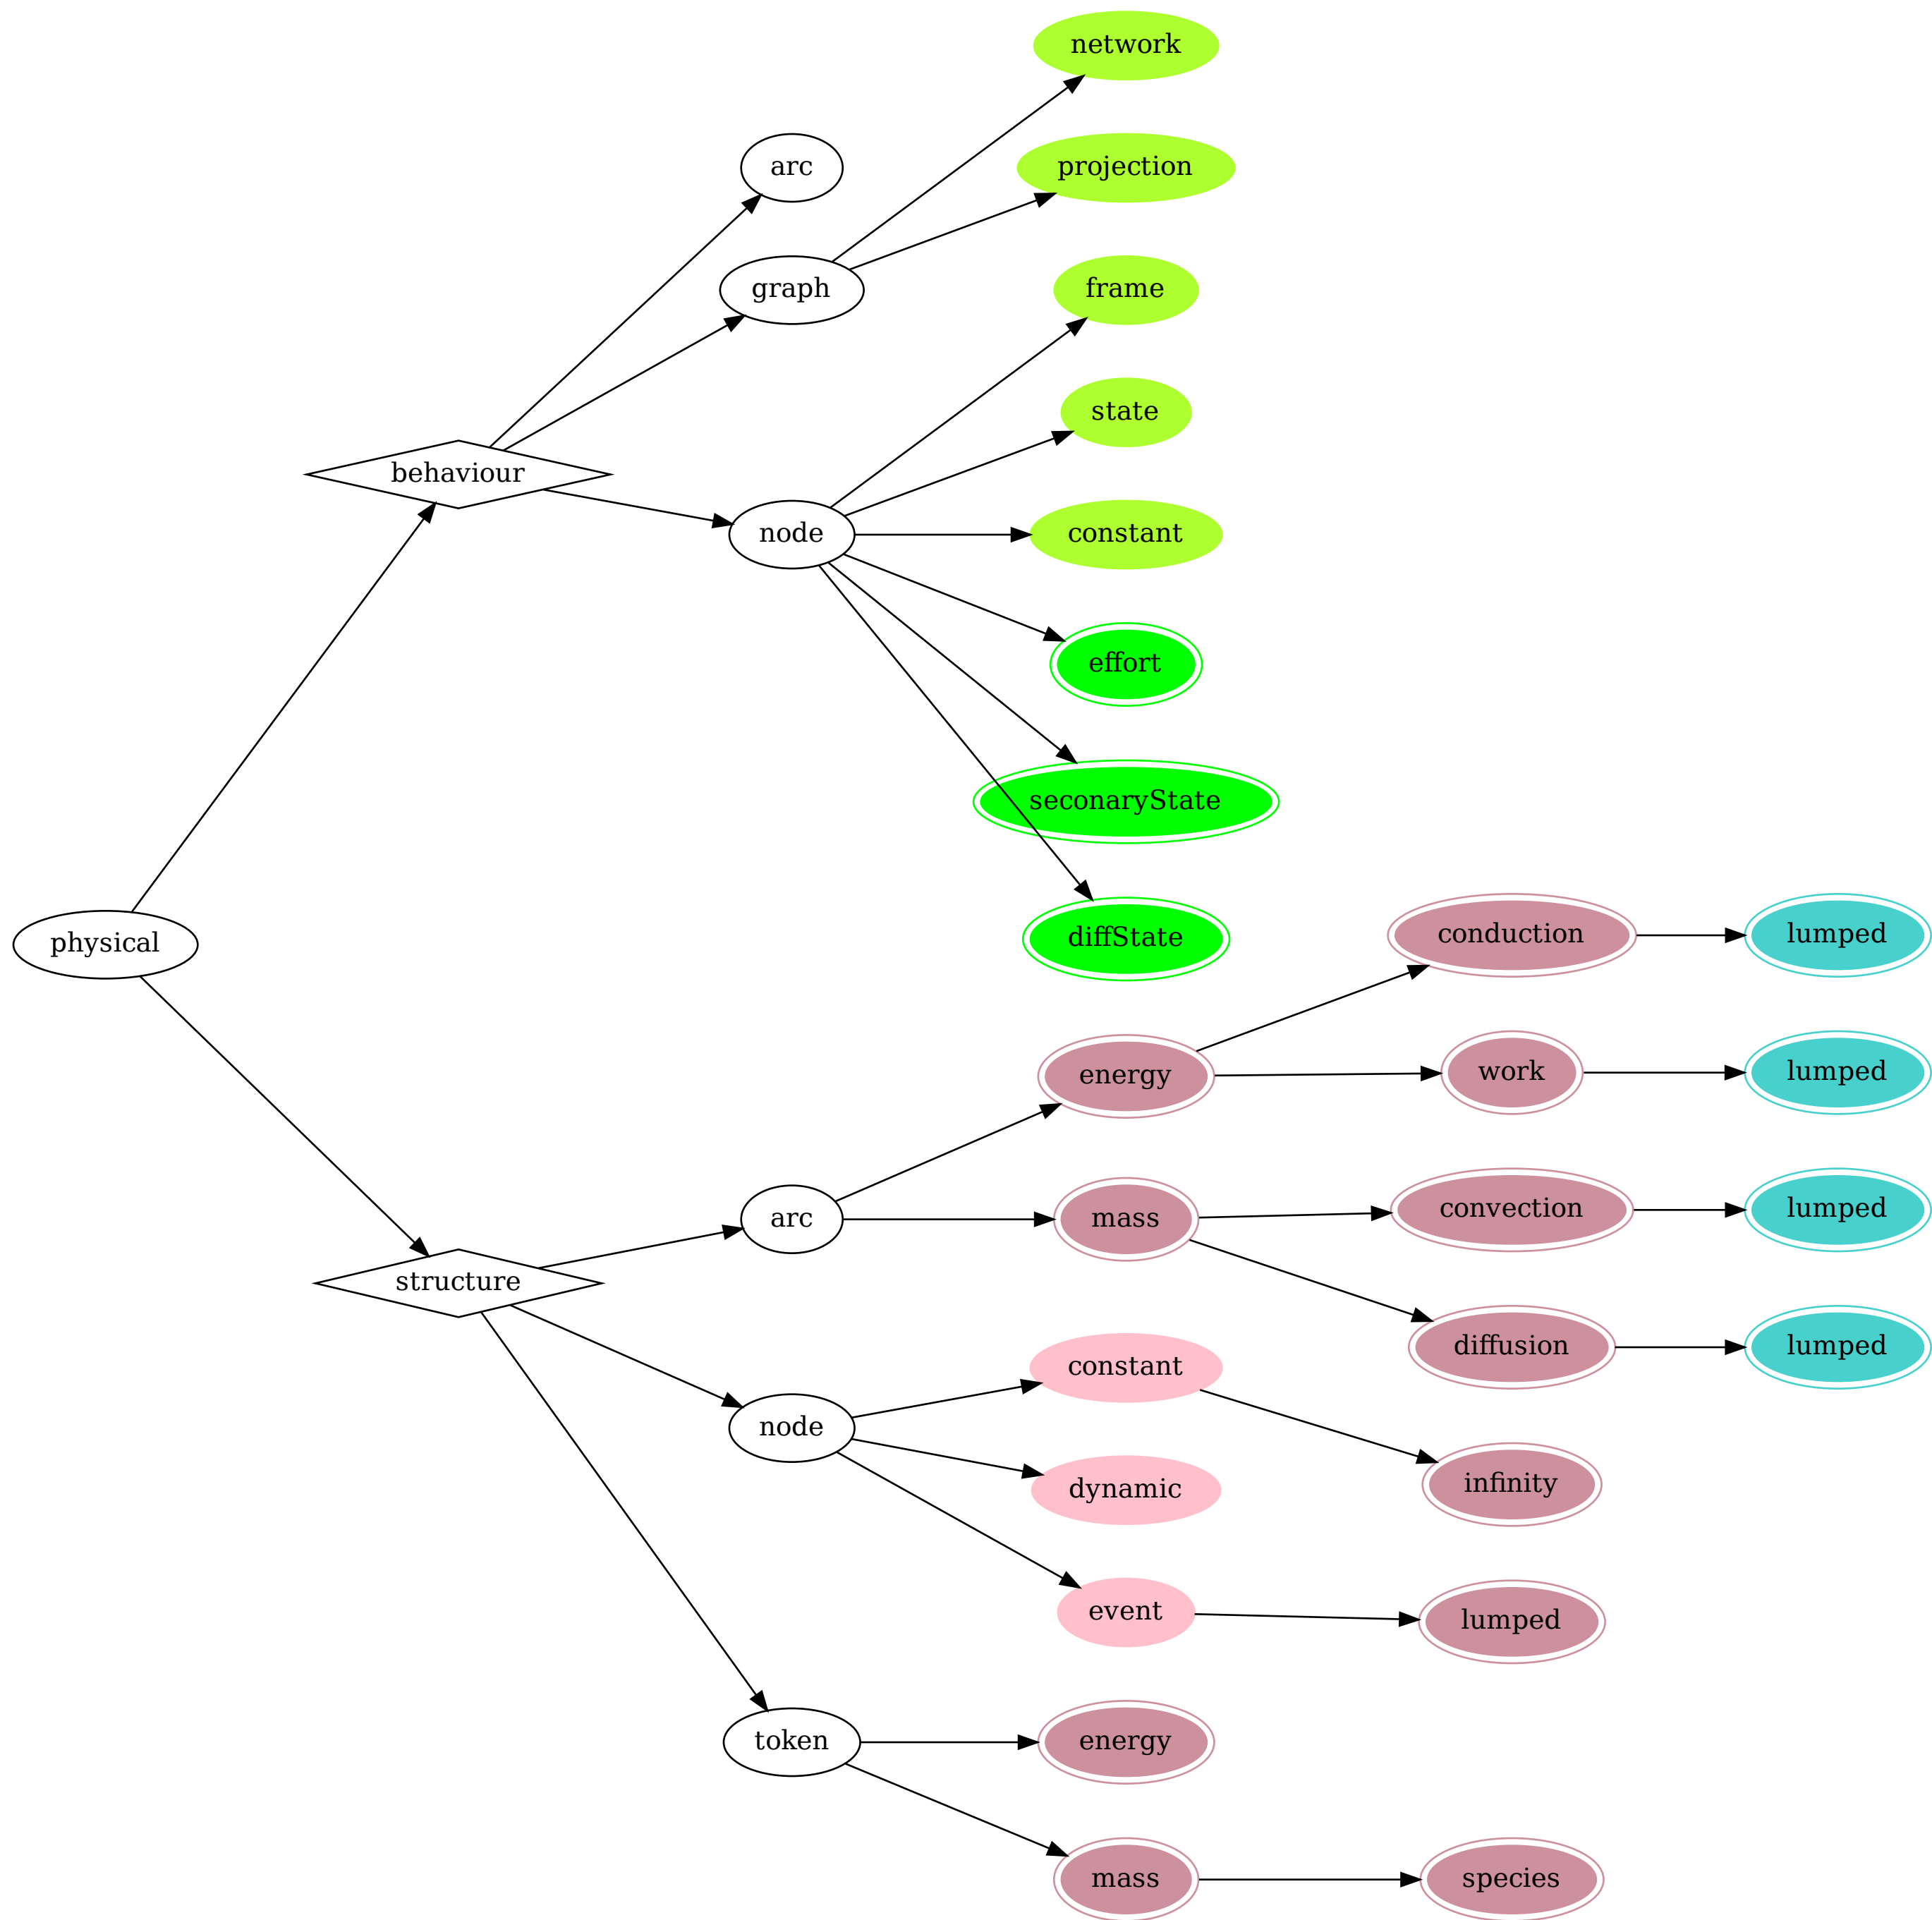 network
arc
projection
graph
frame
state
behaviour
node
constant
effort
seconaryState
physical
diffState
conduction
lumped
energy
work
lumped
arc
mass
convection
lumped
structure
diffusion
lumped
constant
node
dynamic
infinity
event
lumped
token
energy
mass
species